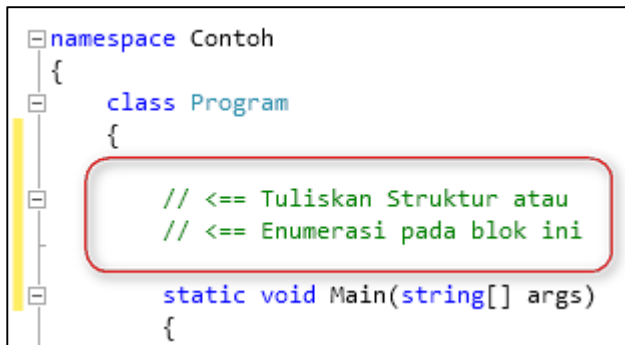 namespace Contoh
{
class Program
{
// <== Tuliskan Struktur atau
// <== Enumerasi pada blok ini
static void Main(string[] args)
{